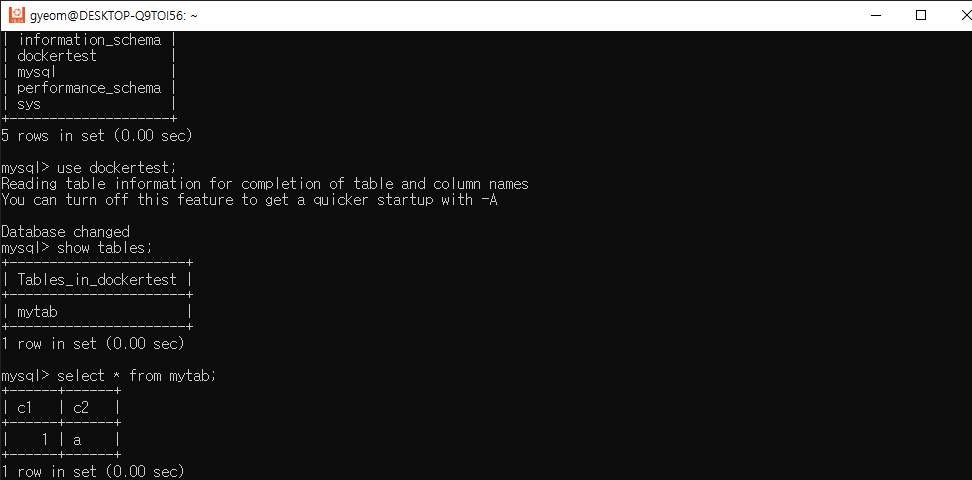 gyeom@DESKTOP-Q9TOI56: ~
| information_schema |
| dockertest         |
| mysql              |
| performance_schema |
| sys                |
+--------------------+
5 rows in set (0.00 sec)
mysql> use dockertest;
Reading table information for completion of table and column names
You can turn off this feature to get a quicker startup with -A
Database changed
mysql> show tables;
+----------------------+
| Tables_in_dockertest |
+----------------------+
| mytab                |
+----------------------+
1 row in set (0.00 sec)
mysql> select * from mytab;
+------+------+
| c1   | c2   |
+------+------+
|    1 | a    |
+------+------+
1 row in set (0.00 sec)